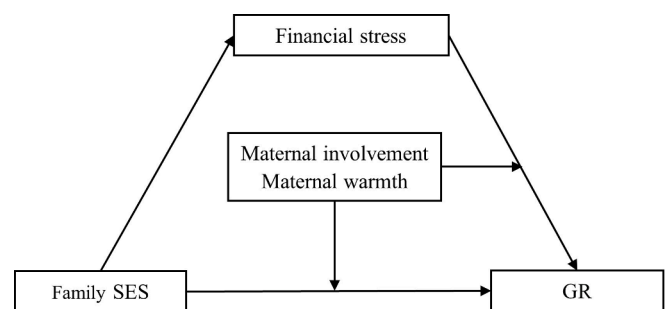 Financial stress
Maternal involvement
Maternal warmth
Family SES
GR